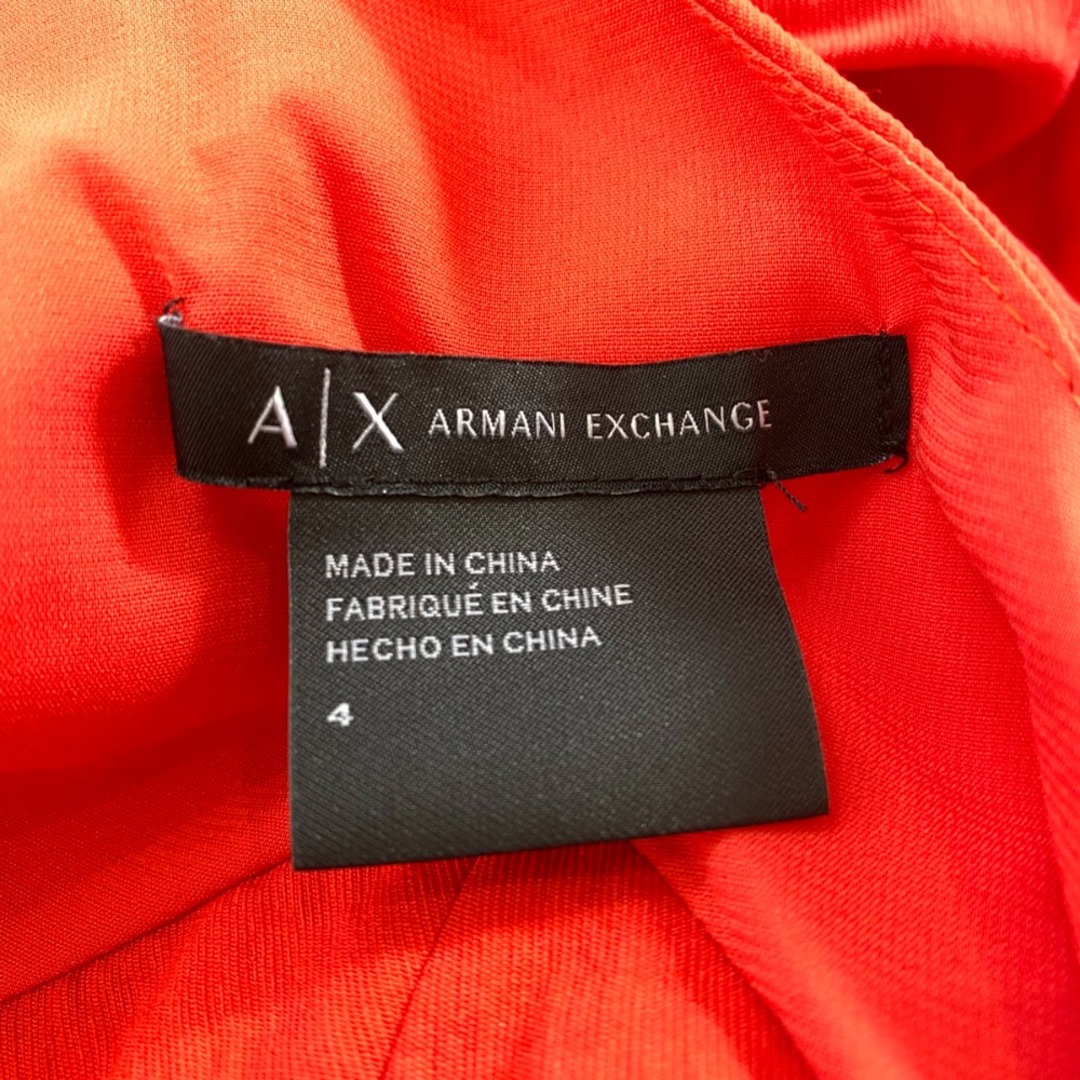 A|X ARMANI EXCHANGE
MADE IN CHINA
FABRIQUÉ EN CHINE
HECHO EN CHINA
4